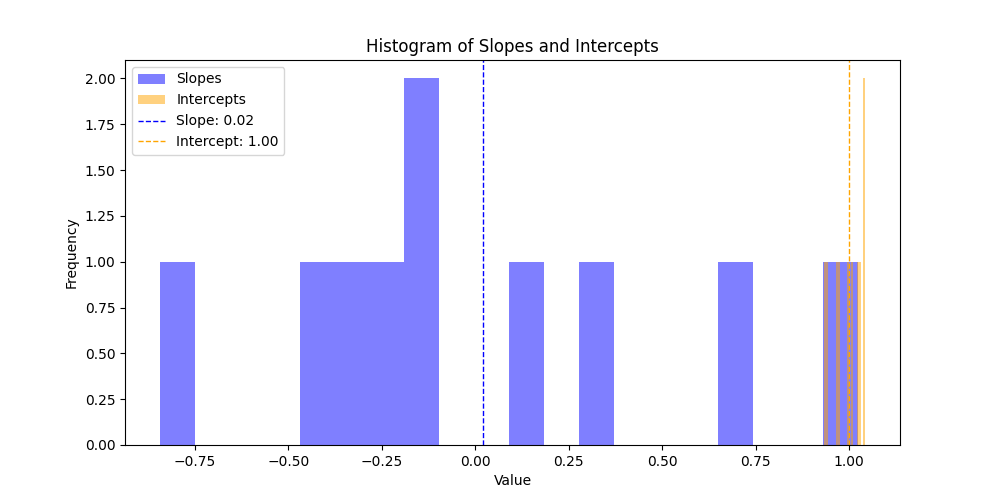 Histogram of Slopes and Intercepts
Slopes
Intercepts
Slope: 0.02
Intercept: 1.00
Frequency
2.00
1.75
1.50
1.25
1.00
0.75
0.50
0.25
0.00
−0.75
−0.50
−0.25
0.00
0.25
0.50
0.75
1.00
Value